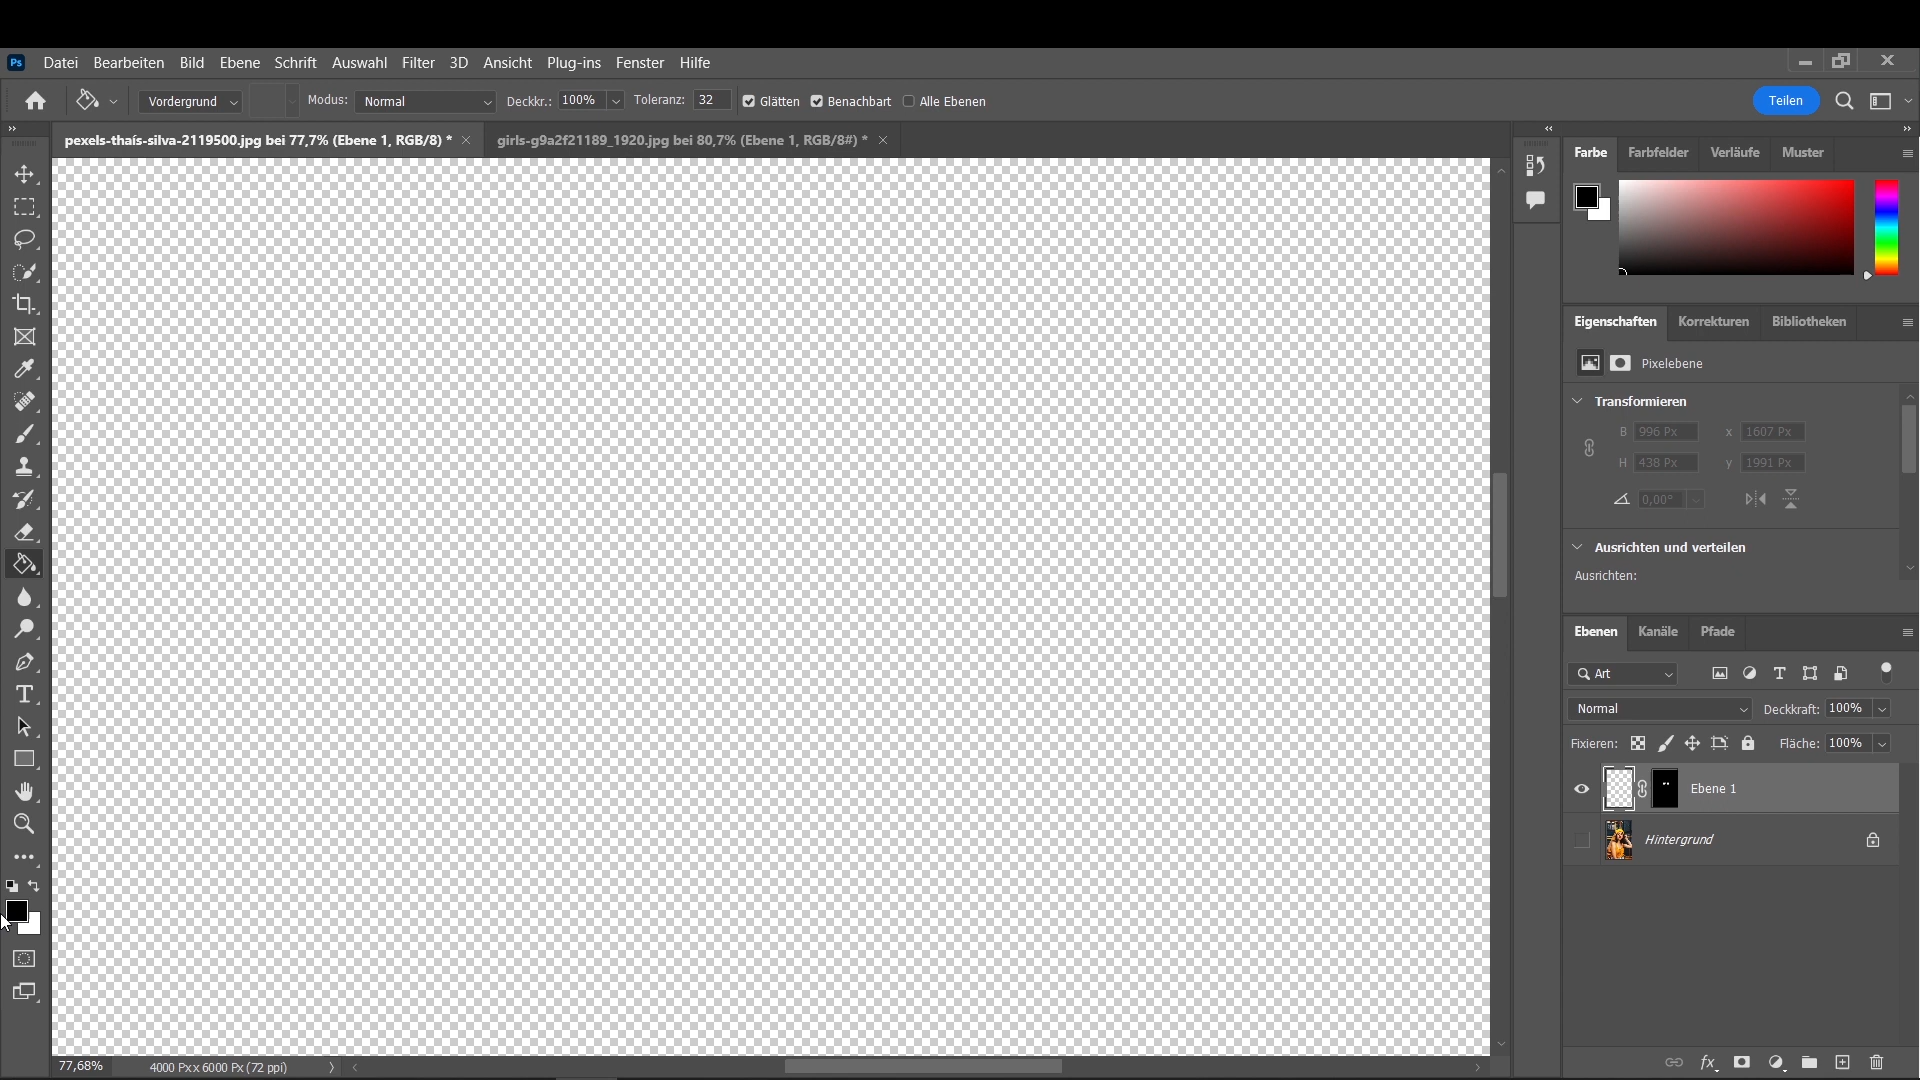 Ps Datei Bearbeiten Bild Ebene Schrift Auswahl Filter 3D Ansicht Plug-ins Fenster Hilfe
Vordergrund Modus: Normal Deckkr.: 100% Toleranz: 32 Glätten Benachbart Alle Ebenen Teilen
pexels-thaís-silva-2119500.jpg bei 77,7% (Ebene 1, RGB/8) * girls-g9a2f21189_1920.jpg bei 80,7% (Ebene 1, RGB/8#) *
Farbe Farbfelder Verläufe Muster
Eigenschaften Korrekturen Bibliotheken
Pixelebene
Transformieren
B 996 Px x 1607 Px
H 438 Px y 1991 Px
0,00°
Ausrichten und verteilen
Ausrichten:
Ebenen Kanäle Pfade
Art
Normal Deckkraft: 100%
Fixieren: Fläche: 100%
Ebene 1
Hintergrund
77,68% 4000 Px x 6000 Px (72 ppi)
fx